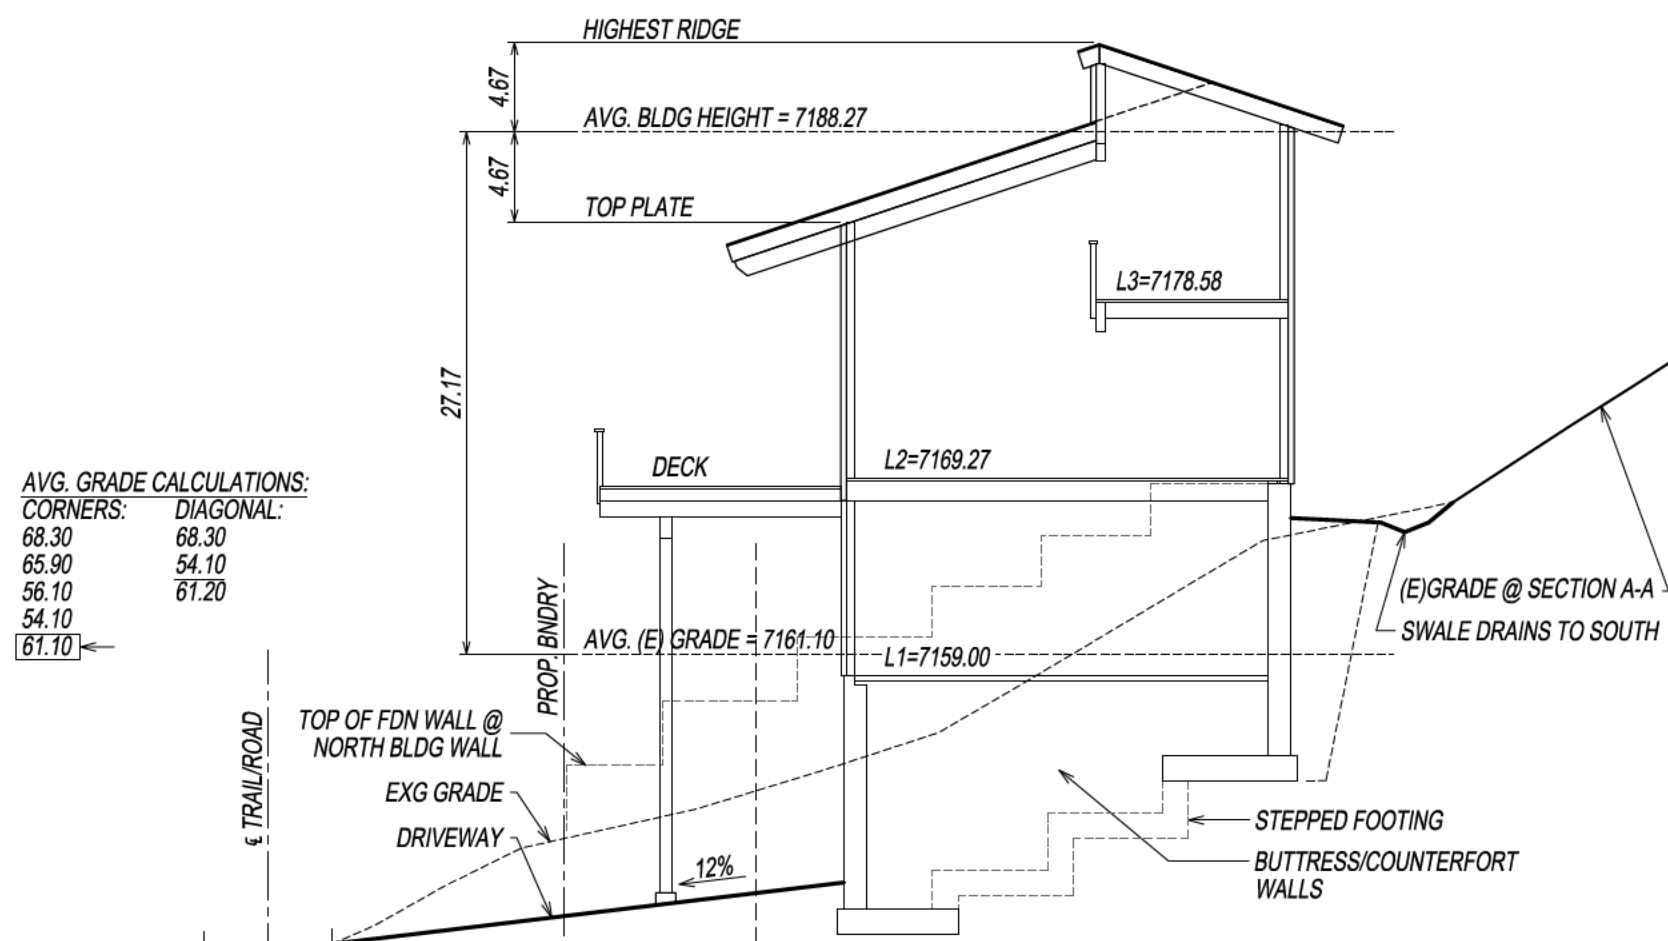 HIGHEST RIDGE
4.67
AVG. BLDG HEIGHT = 7188.27
4.67
TOP PLATE
L3=7178.58
27.17
DECK
L2=7169.27
AVG. GRADE CALCULATIONS:
CORNERS: DIAGONAL:
68.30 68.30
65.90 54.10
56.10 61.20
54.10
61.10
PROP. BNDRY
AVG. (E) GRADE = 7161.10
L1=7159.00
(E)GRADE @ SECTION A-A
SWALE DRAINS TO SOUTH
℄ TRAIL/ROAD
TOP OF FDN WALL @
NORTH BLDG WALL
EXG GRADE
DRIVEWAY
12%
STEPPED FOOTING
BUTTRESS/COUNTERFORT
WALLS